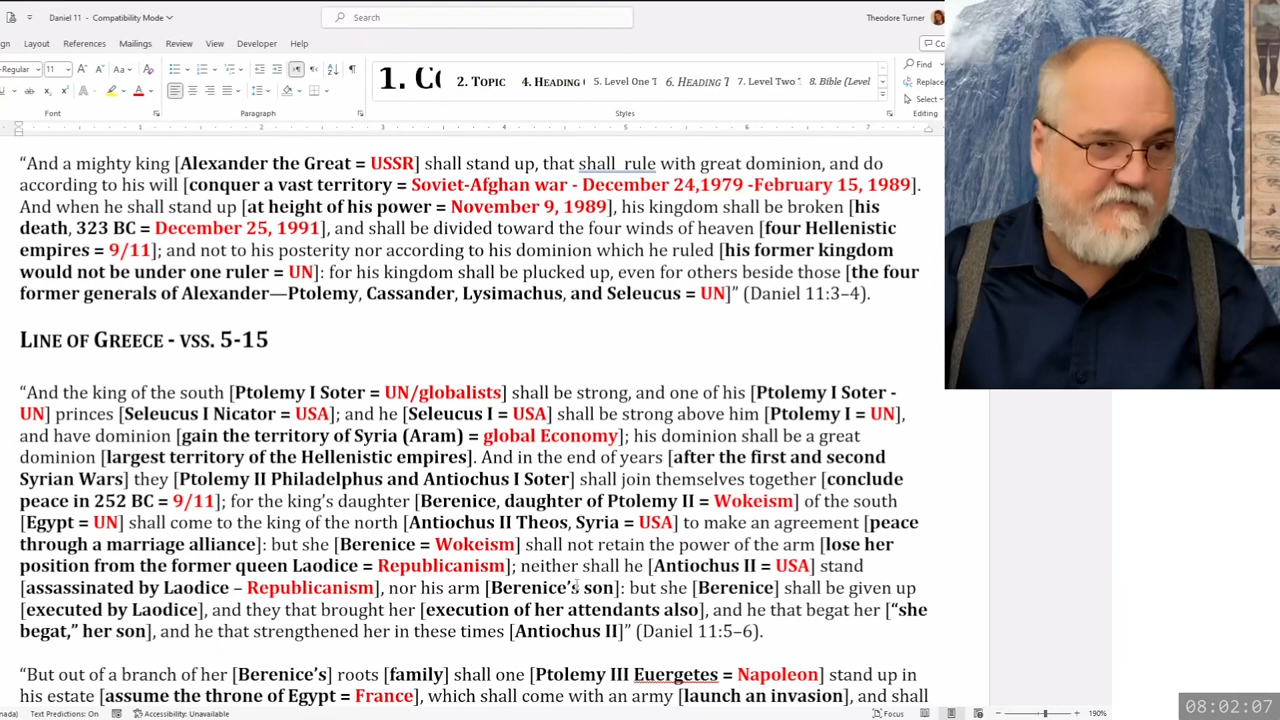 Daniel 11 - Compatibility Mode
Search
Theodore Turner
Layout References Mailings Review View Developer Help
Regular 11 Aa
1. Co 2. Topic 4. Heading 5. Level One 6. Heading 7. Level Two 8. Bible (Level
Find
Replace
Select
Font Paragraph Styles Editing
“And a mighty king [Alexander the Great = USSR] shall stand up, that shall rule with great dominion, and do
according to his will [conquer a vast territory = Soviet-Afghan war - December 24,1979 -February 15, 1989].
And when he shall stand up [at height of his power = November 9, 1989], his kingdom shall be broken [his
death, 323 BC = December 25, 1991], and shall be divided toward the four winds of heaven [four Hellenistic
empires = 9/11]; and not to his posterity nor according to his dominion which he ruled [his former kingdom
would not be under one ruler = UN]: for his kingdom shall be plucked up, even for others beside those [the four
former generals of Alexander—Ptolemy, Cassander, Lysimachus, and Seleucus = UN]” (Daniel 11:3–4).
LINE OF GREECE - VSS. 5-15
“And the king of the south [Ptolemy I Soter = UN/globalists] shall be strong, and one of his [Ptolemy I Soter -
UN] princes [Seleucus I Nicator = USA]; and he [Seleucus I = USA] shall be strong above him [Ptolemy I = UN],
and have dominion [gain the territory of Syria (Aram) = global Economy]; his dominion shall be a great
dominion [largest territory of the Hellenistic empires]. And in the end of years [after the first and second
Syrian Wars] they [Ptolemy II Philadelphus and Antiochus I Soter] shall join themselves together [conclude
peace in 252 BC = 9/11]; for the king’s daughter [Berenice, daughter of Ptolemy II = Wokeism] of the south
[Egypt = UN] shall come to the king of the north [Antiochus II Theos, Syria = USA] to make an agreement [peace
through a marriage alliance]: but she [Berenice = Wokeism] shall not retain the power of the arm [lose her
position from the former queen Laodice = Republicanism]; neither shall he [Antiochus II = USA] stand
[assassinated by Laodice – Republicanism], nor his arm [Berenice’s son]: but she [Berenice] shall be given up
[executed by Laodice], and they that brought her [execution of her attendants also], and he that begat her [“she
begat,” her son], and he that strengthened her in these times [Antiochus II]” (Daniel 11:5–6).
“But out of a branch of her [Berenice’s] roots [family] shall one [Ptolemy III Euergetes = Napoleon] stand up in
his estate [assume the throne of Egypt = France], which shall come with an army [launch an invasion], and shall
nada) Text Predictions: On Accessibility: Unavailable Focus 190%
08:02:07